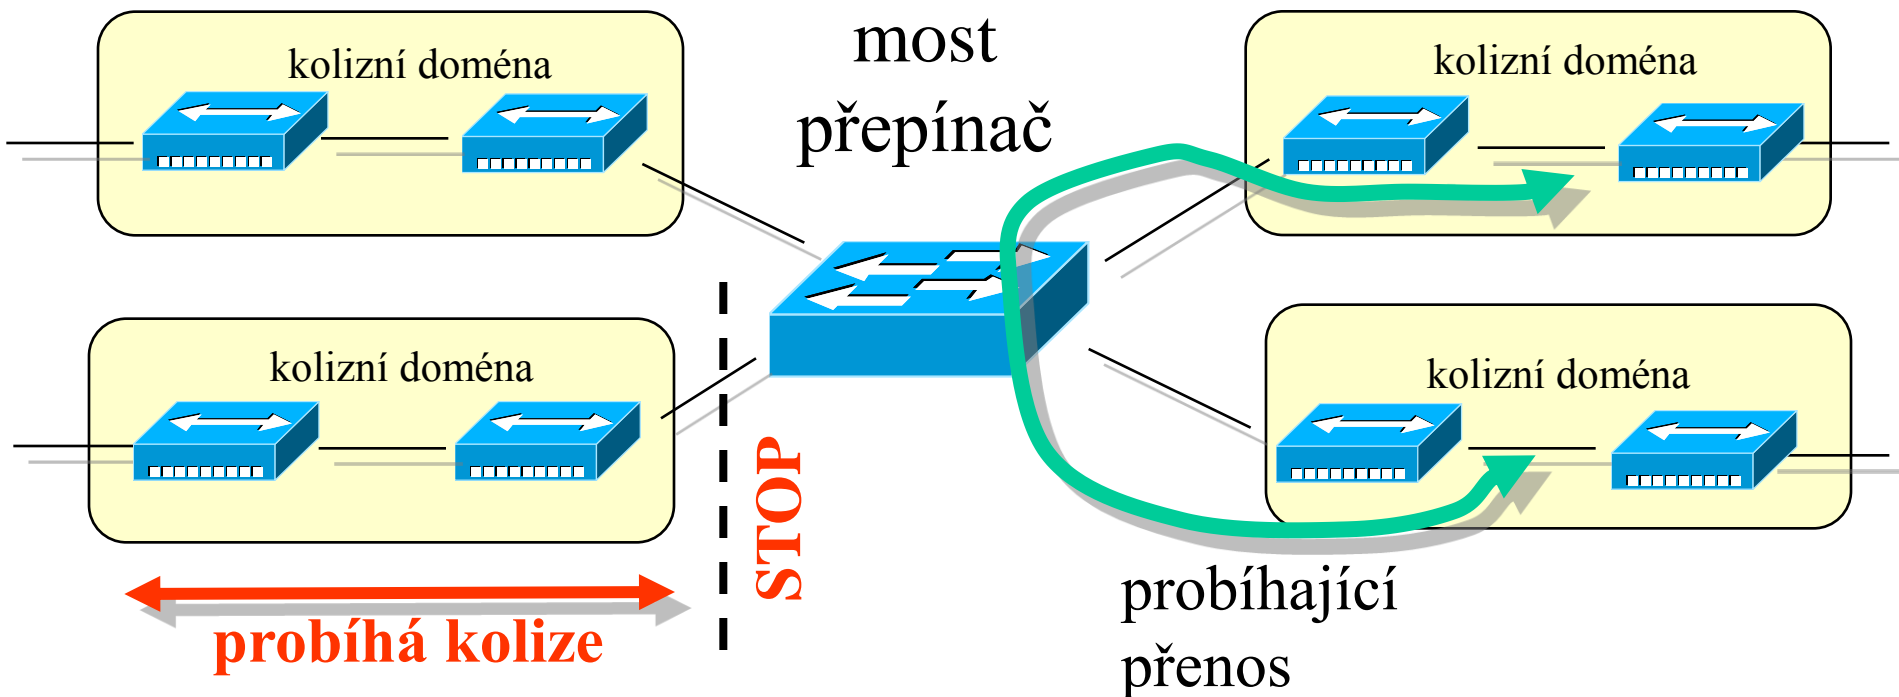 kolizní doména
most
přepínač
kolizní doména
kolizní doména
kolizní doména
STOP
probíhá kolize
probíhající
přenos